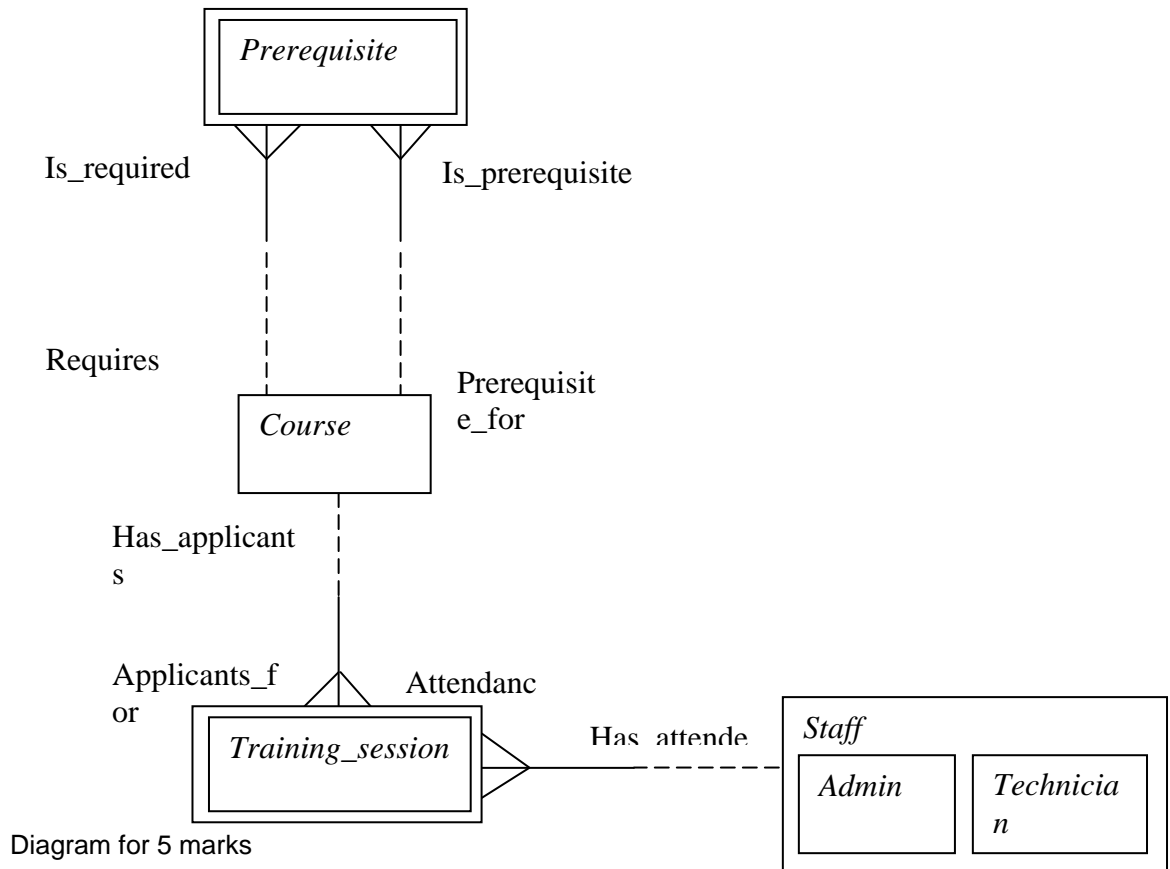 Prerequisite
Is_required
Is_prerequisite
Requires
Prerequisit
e_for
Course
Has_applicant
s
Applicants_f
or
Attendanc
Training_session
Has_attende
Staff
Admin
Technicia
n
Diagram for 5 marks